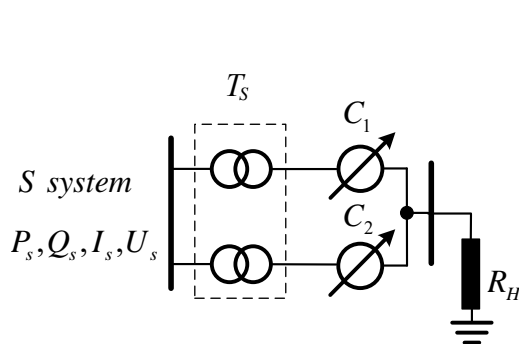 T_S
C_1
S system
C_2
P_s,Q_s,I_s,U_s
R_H